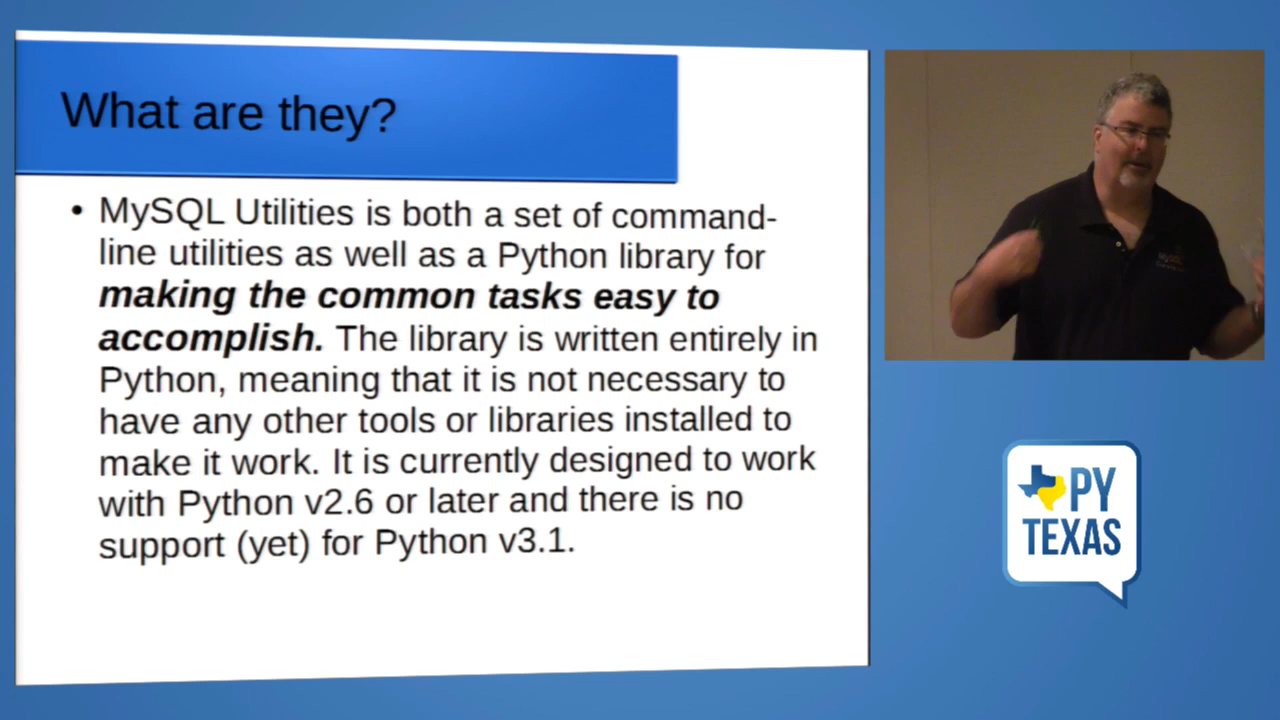 What are they?
• MySQL Utilities is both a set of command-
line utilities as well as a Python library for
making the common tasks easy to
accomplish. The library is written entirely in
Python, meaning that it is not necessary to
have any other tools or libraries installed to
make it work. It is currently designed to work
with Python v2.6 or later and there is no
support (yet) for Python v3.1.
MySQL
PY
TEXAS